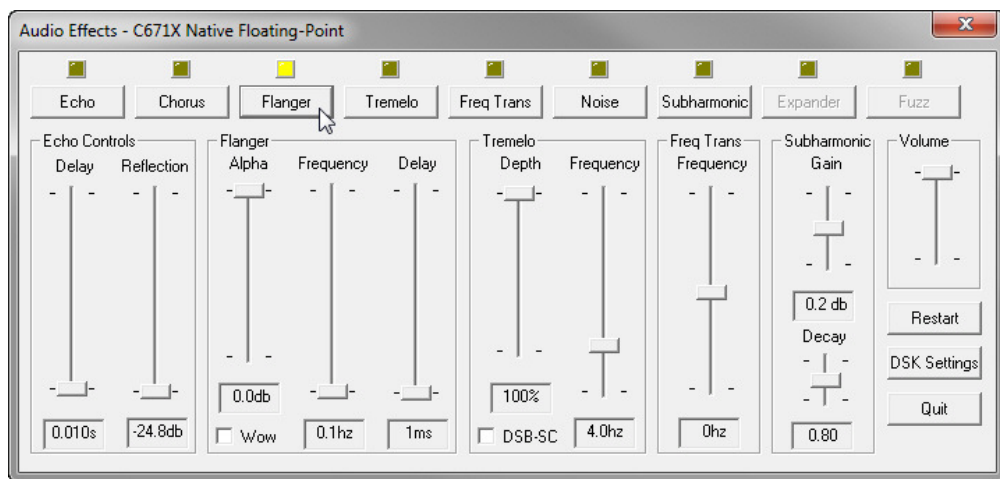 Audio Effects - C671X Native Floating-Point
Echo Chorus Flanger Tremelo Freq Trans Noise Subharmonic Expander Fuzz
Echo Controls Flanger Tremelo Freq Trans Subharmonic Volume
Delay Reflection Alpha Frequency Delay Depth Frequency Frequency Gain
0.2 db
Restart
Decay
DSK Settings
0.0db 100%
Quit
0.010s -24.8db Wow 0.1hz 1ms DSB-SC 4.0hz 0hz 0.80